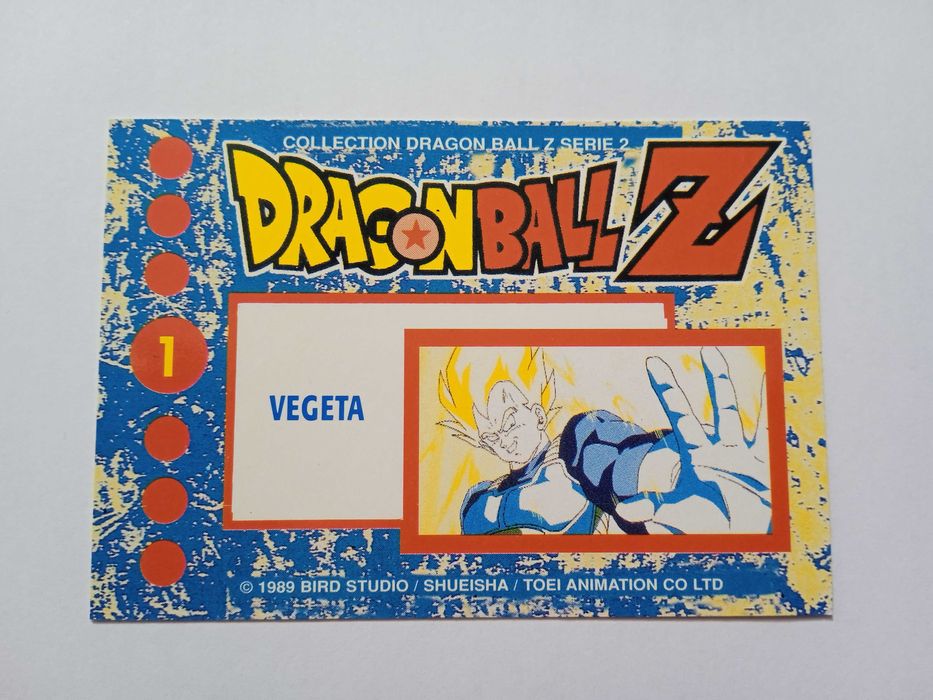 COLLECTION DRAGON BALL Z SERIE 2
DRAGON BALL Z
1
VEGETA
© 1989 BIRD STUDIO / SHUEISHA / TOEI ANIMATION CO LTD